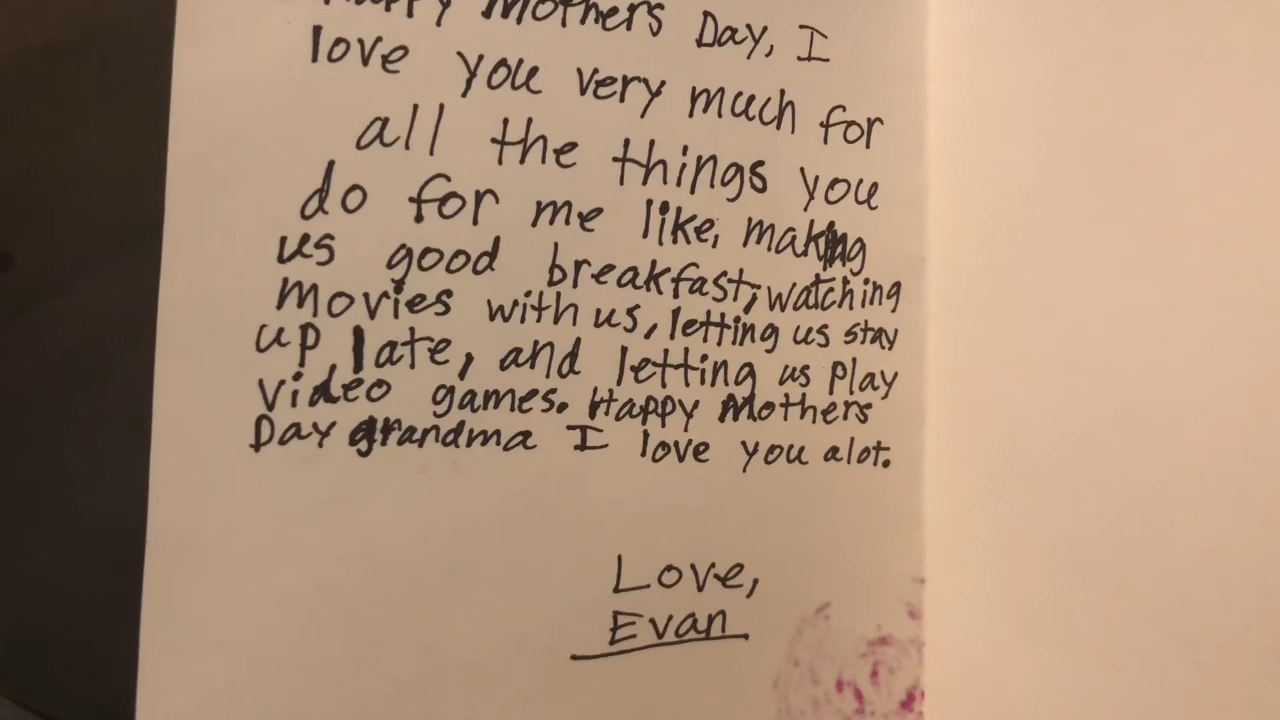 Happy Mothers Day, I
love you very much for
all the things you
do for me like, making
us good breakfast, watching
movies with us, letting us stay
up late, and letting us play
video games. Happy Mothers
Day grandma I love you alot.
Love,
Evan